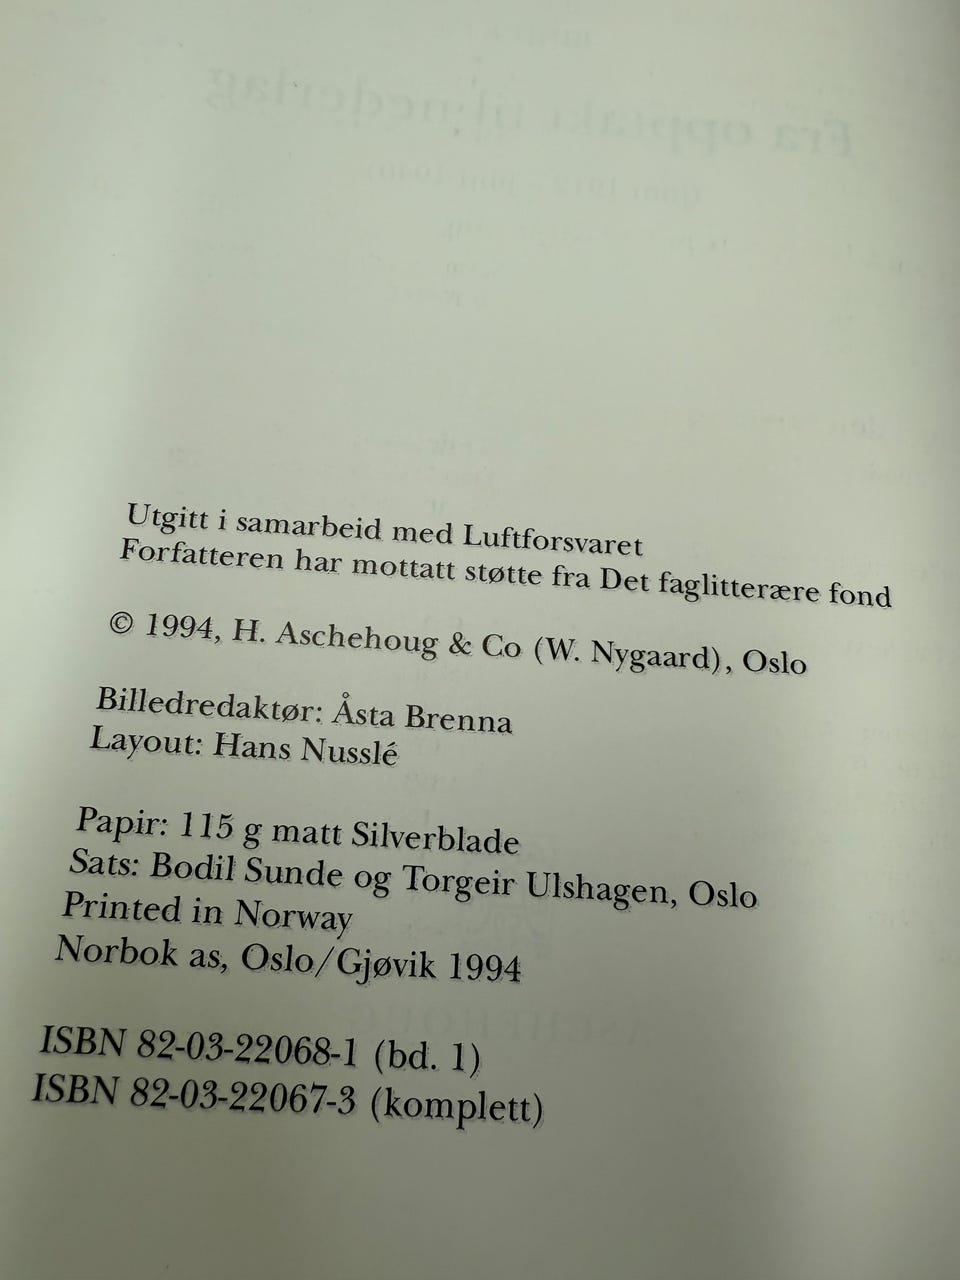 Utgitt i samarbeid med Luftforsvaret
Forfatteren har mottatt støtte fra Det faglitterære fond
© 1994, H. Aschehoug & Co (W. Nygaard), Oslo
Billedredaktør: Åsta Brenna
Layout: Hans Nusslé
Papir: 115 g matt Silverblade
Sats: Bodil Sunde og Torgeir Ulshagen, Oslo
Printed in Norway
Norbok as, Oslo/Gjøvik 1994
ISBN 82-03-22068-1 (bd. 1)
ISBN 82-03-22067-3 (komplett)